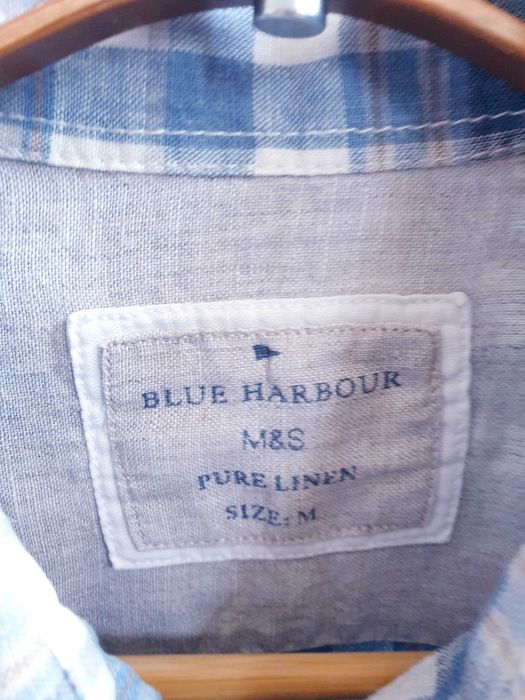 BLUE HARBOUR
M&S
PURE LINEN
SIZE: M